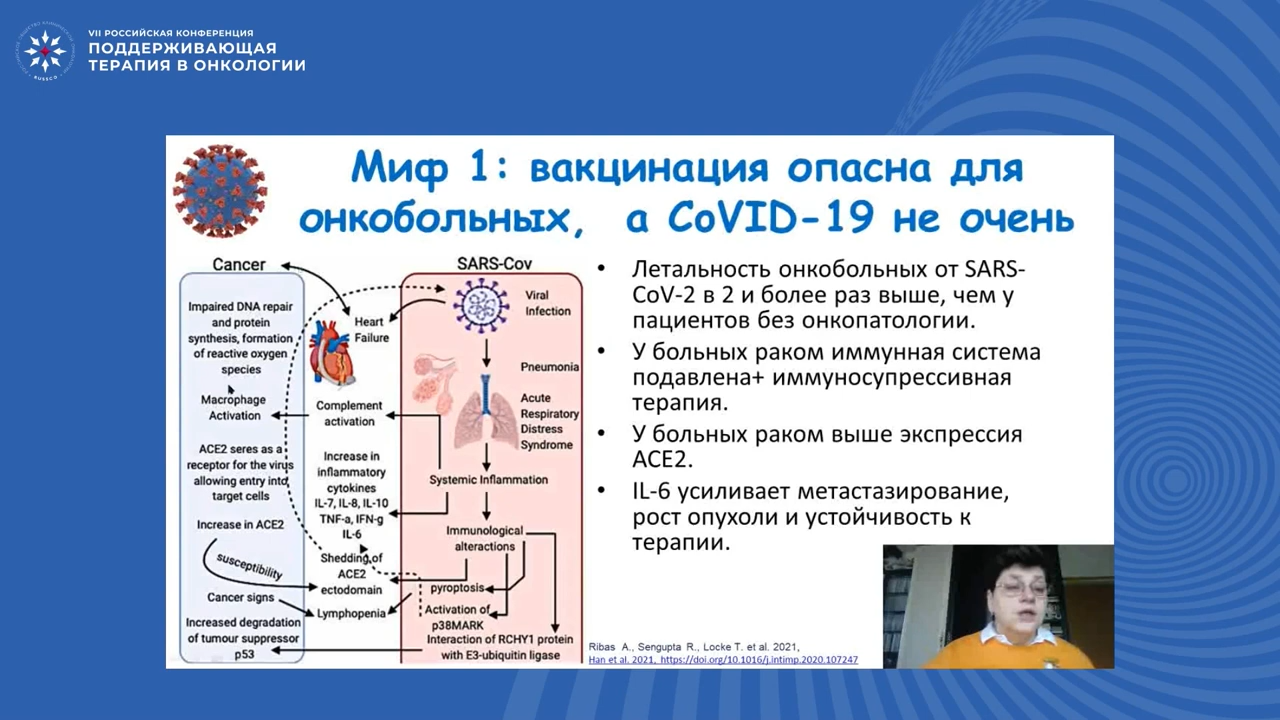 VII РОССИЙСКАЯ КОНФЕРЕНЦИЯ
ПОДДЕРЖИВАЮЩАЯ
ТЕРАПИЯ В ОНКОЛОГИИ
Миф 1: вакцинация опасна для
онкобольных, а CoVID-19 не очень
Cancer
SARS-Cov
Impaired DNA repair
and protein
synthesis, formation
of reactive oxygen
species
Macrophage
Activation
ACE2 seres as a
receptor for the virus
allowing entry into
target cells
Increase in ACE2
susceptibility
Cancer signs
Increased degradation
of tumour suppressor
p53
Heart
Failure
Complement
activation
Increase in
inflammatory
cytokines
IL-7, IL-8, IL-10
TNF-a, IFN-g
IL-6
Shedding of
ACE2
ectodomain
Lymphopenia
Viral
Infection
Pneumonia
Acute
Respiratory
Distress
Syndrome
Systemic Inflammation
Immunological
alteractions
pyroptosis
Activation of
p38MARK
Interaction of RCHY1 protein
with E3-ubiquitin ligase
• Летальность онкобольных от SARS-
CoV-2 в 2 и более раз выше, чем у
пациентов без онкопатологии.
• У больных раком иммунная система
подавлена+ иммуносупрессивная
терапия.
• У больных раком выше экспрессия
ACE2.
• IL-6 усиливает метастазирование,
рост опухоли и устойчивость к
терапии.
Ribas A., Sengupta R., Locke T. et al. 2021,
Han et al. 2021, https://doi.org/10.1016/j.intimp.2020.107247